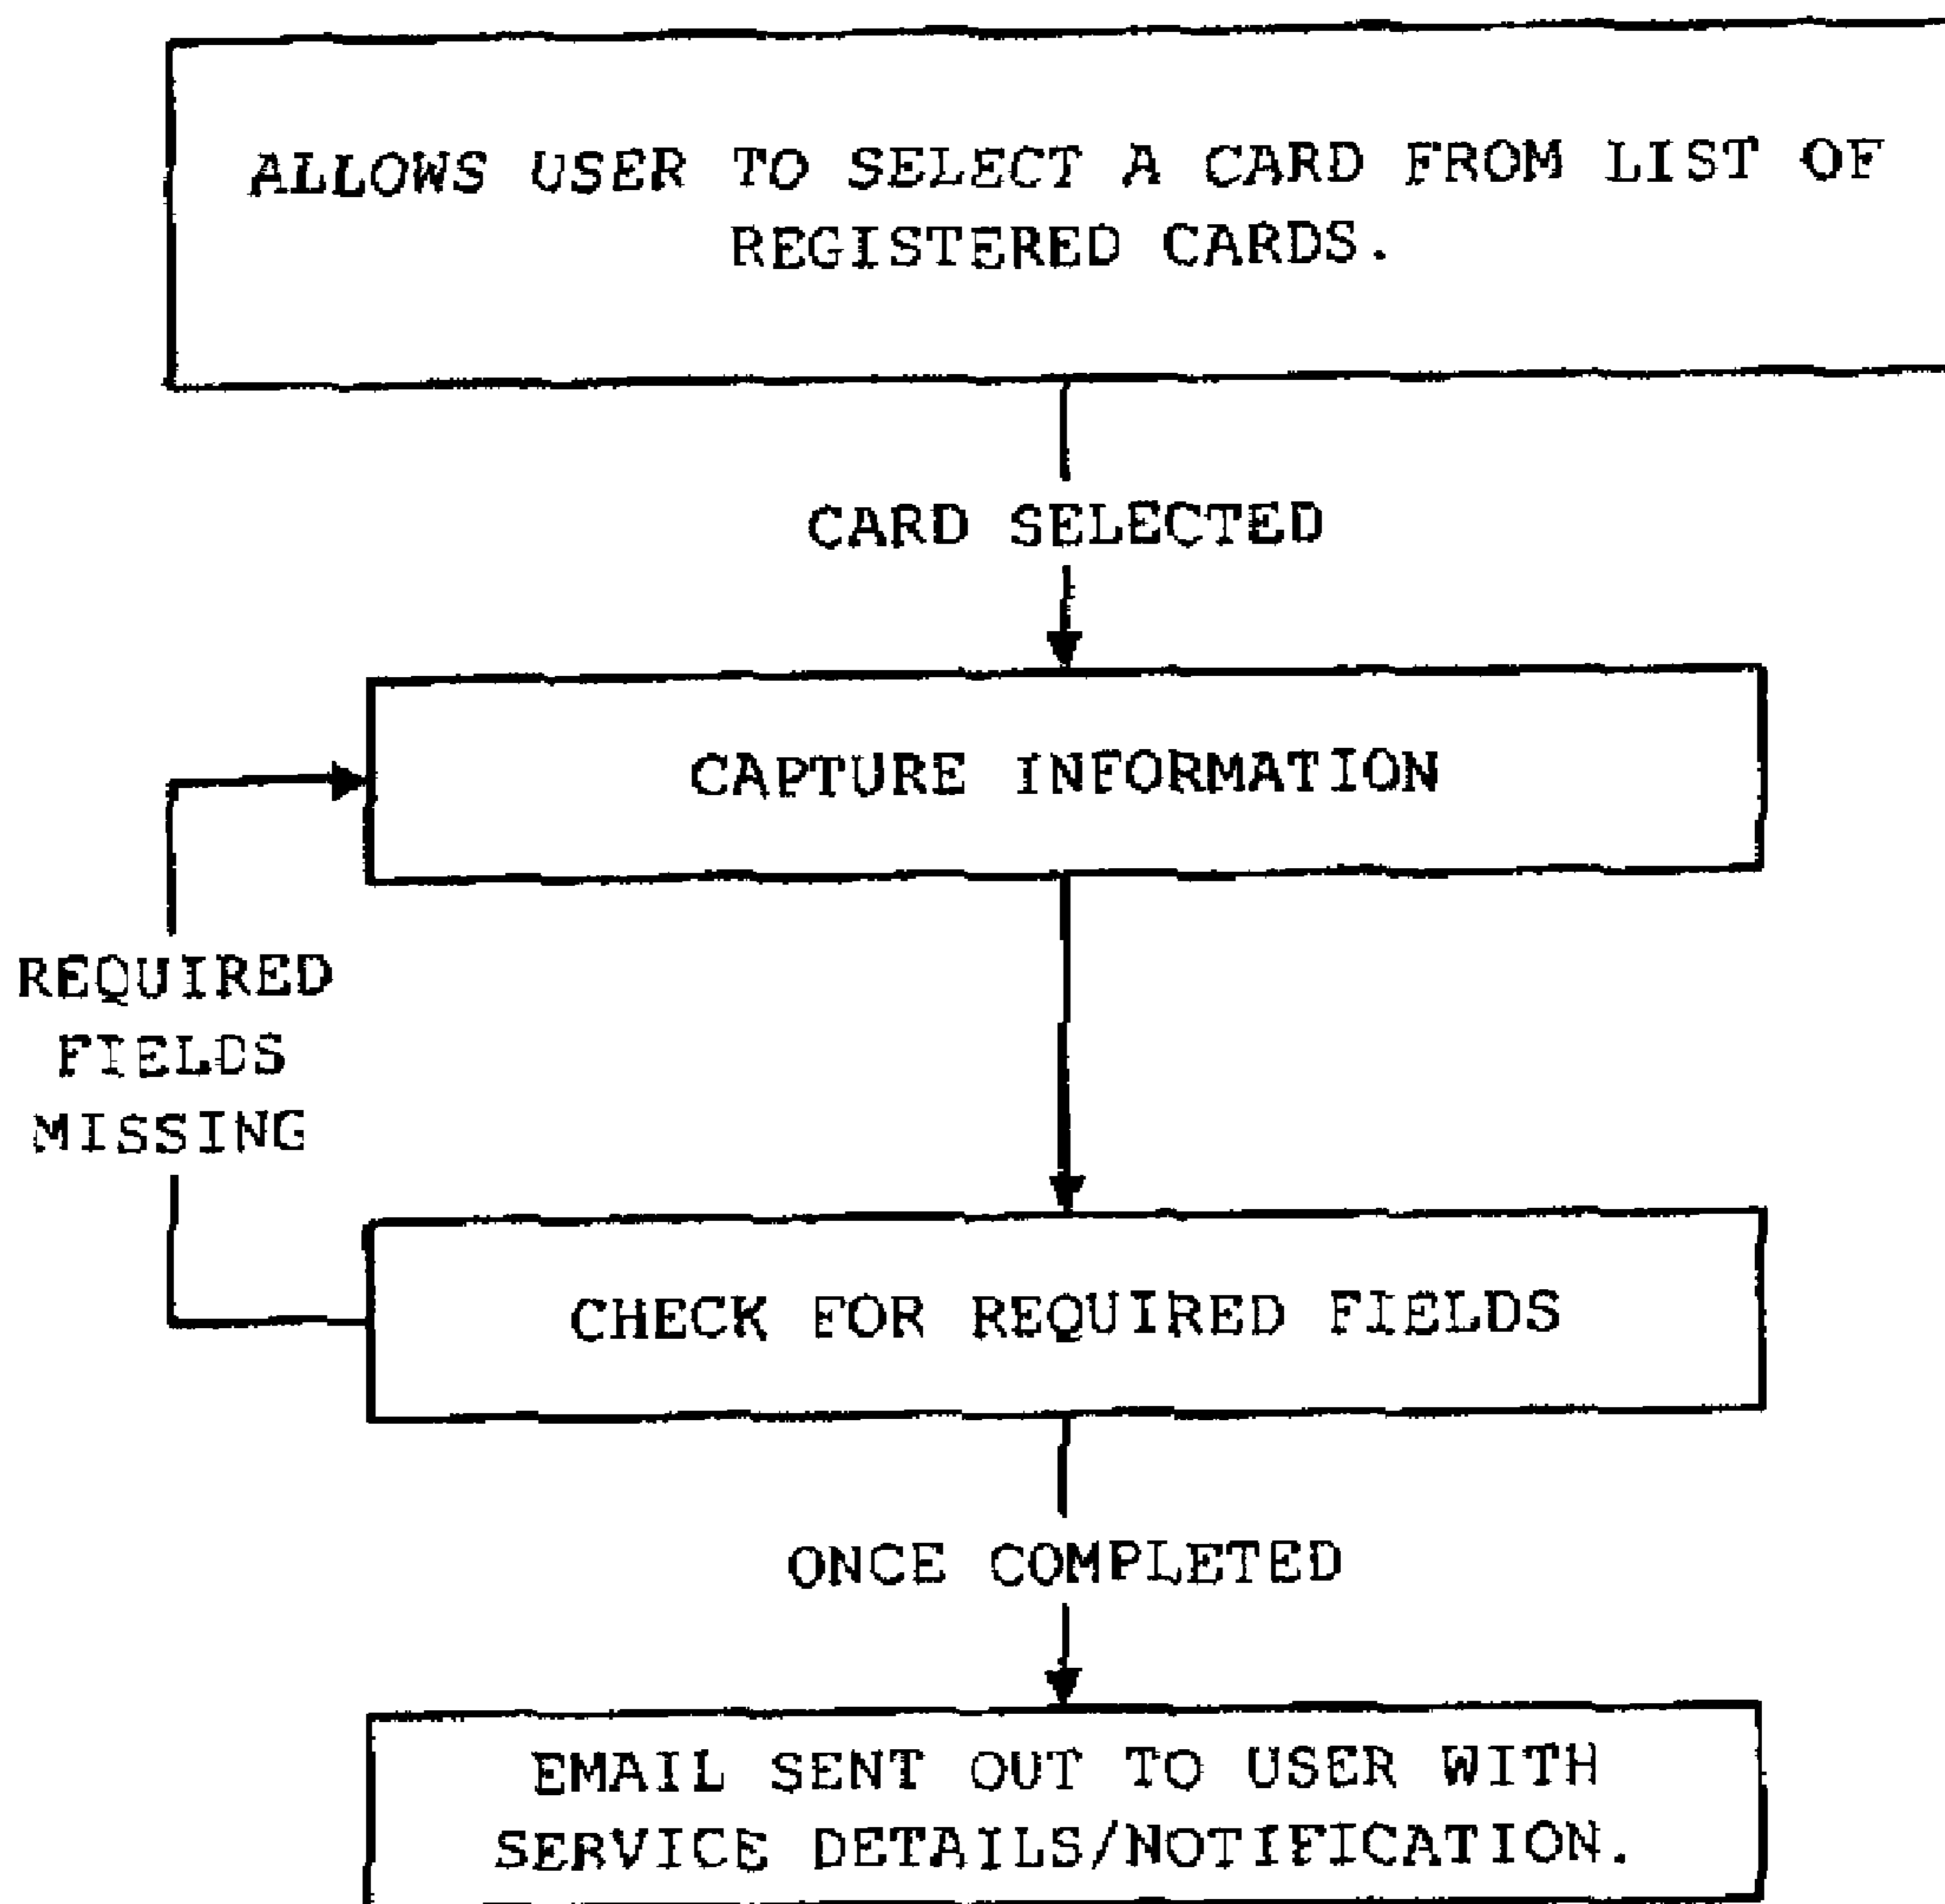 ALLOWS USER TO SELECT A CARD FROM LIST OF
REGISTERED CARDS.
CARD SELECTED
CAPTURE INFORMATION
REQUIRED
FIELDS
MISSING
CHECK FOR REQUIRED FIELDS
ONCE COMPLETED
EMAIL SENT OUT TO USER WITH
SERVICE DETAILS/NOTIFICATION.